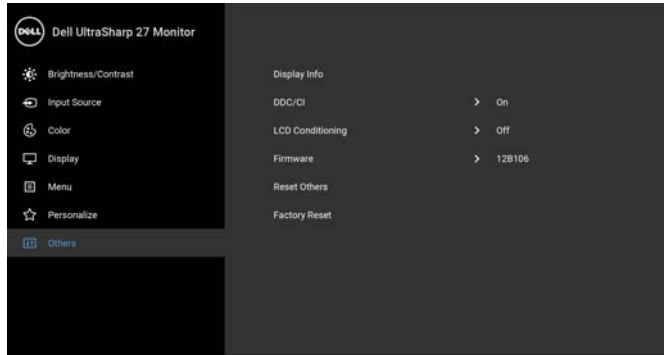 DELL Dell UltraSharp 27 Monitor
Brightness/Contrast
Input Source
Color
Display
Menu
Personalize
Others
Display Info
DDC/CI > On
LCD Conditioning > Off
Firmware > 12B106
Reset Others
Factory Reset